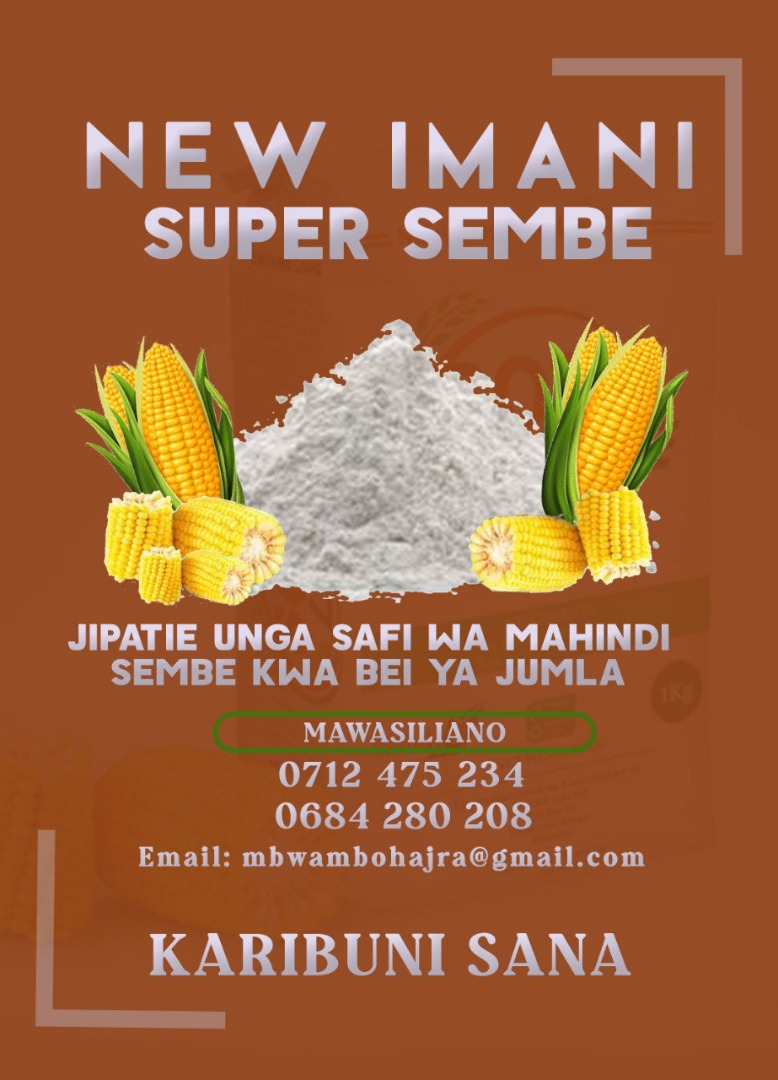 NEW IMANI
SUPER SEMBE
JIPATIE UNGA SAFI WA MAHINDI
SEMBE KWA BEI YA JUMLA
1Kg
MAWASILIANO
0712 475 234
0684 280 208
Email: mbwambohajra@gmail.com
KARIBUNI SANA